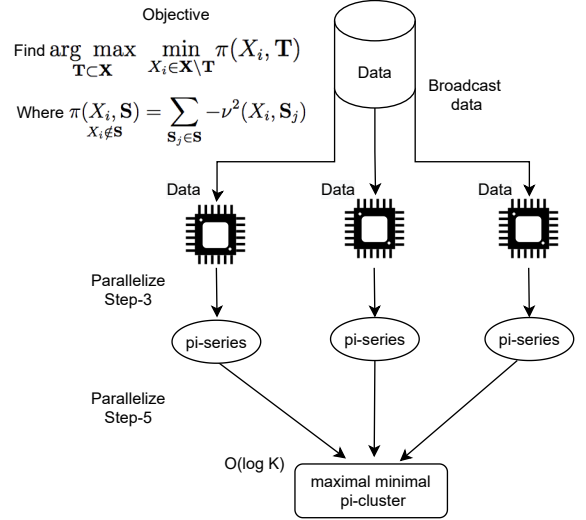 Objective
Find arg max min π(X_i, T)
T⊂X X_i∈X\T
Where π(X_i, S) = ∑ −ν²(X_i, S_j)
X_i∉S S_j∈S
Data
Broadcast
data
Data Data Data
Parallelize
Step-3
pi-series pi-series pi-series
Parallelize
Step-5
O(log K)
maximal minimal
pi-cluster